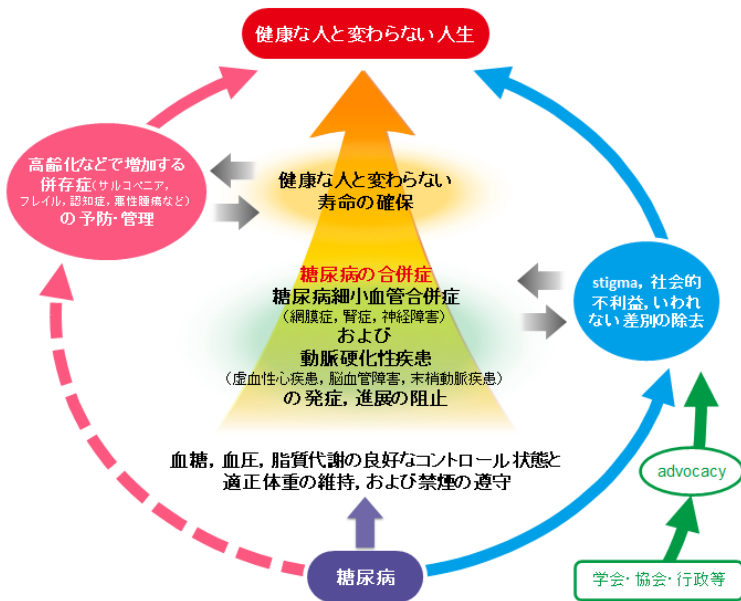 健康な人と変わらない人生
高齢化などで増加する
併存症(サルコペニア,
フレイル, 認知症, 悪性腫瘍など)
の予防・管理
健康な人と変わらない
寿命の確保
糖尿病の合併症
糖尿病細小血管合併症
(網膜症, 腎症, 神経障害)
および
動脈硬化性疾患
(虚血性心疾患, 脳血管障害, 末梢動脈疾患)
の発症, 進展の阻止
stigma, 社会的
不利益, いわれ
ない差別の除去
血糖, 血圧, 脂質代謝の良好なコントロール状態と
適正体重の維持, および禁煙の遵守
advocacy
糖尿病
学会・協会・行政等